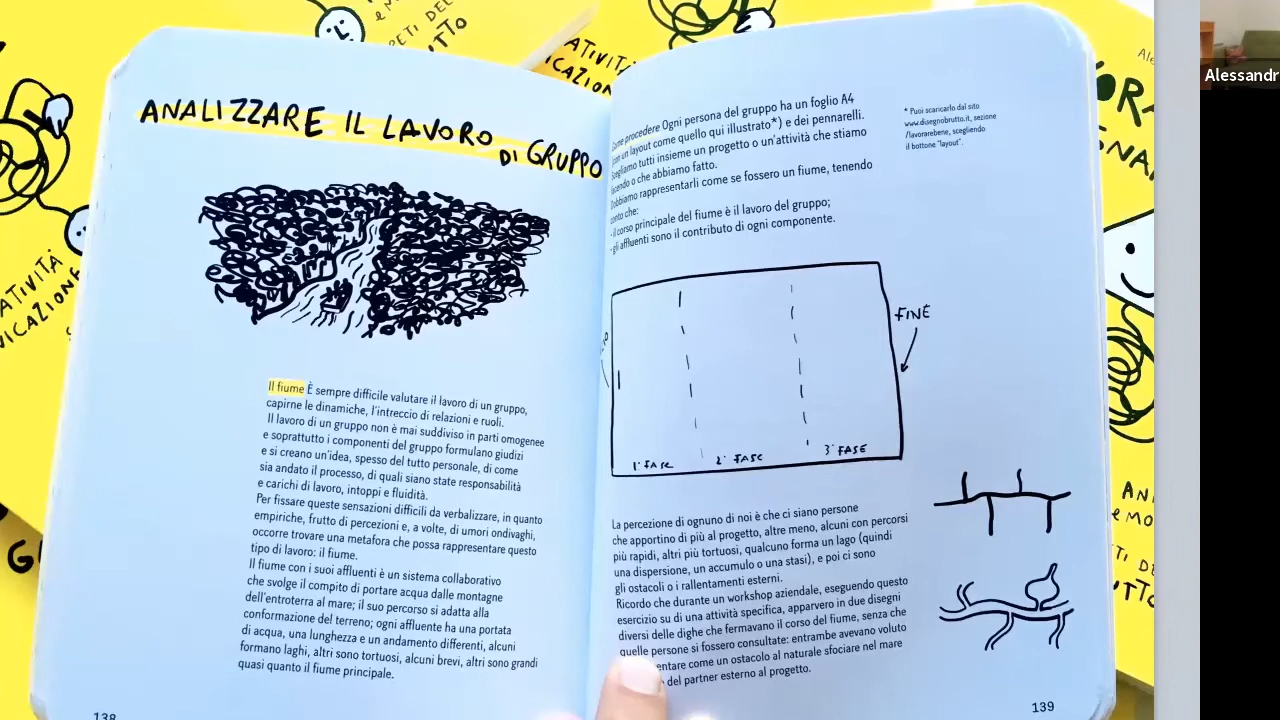 ANALIZZARE IL LAVORO
DI GRUPPO
Il fiume È sempre difficile valutare il lavoro di un gruppo,
capirne le dinamiche, l'intreccio di relazioni e ruoli.
Il lavoro di un gruppo non è mai suddiviso in parti omogenee
e soprattutto i componenti del gruppo formulano giudizi
e si creano un'idea, spesso del tutto personale, di come
sia andato il processo, di quali siano state responsabilità
e carichi di lavoro, intoppi e fluidità.
Per fissare queste sensazioni difficili da verbalizzare, in quanto
empiriche, frutto di percezioni e, a volte, di umori ondivaghi,
occorre trovare una metafora che possa rappresentare questo
tipo di lavoro: il fiume.
Il fiume con i suoi affluenti è un sistema collaborativo
che svolge il compito di portare acqua dalle montagne
dell'entroterra al mare; il suo percorso si adatta alla
conformazione del terreno; ogni affluente ha una portata
di acqua, una lunghezza e un andamento differenti, alcuni
formano laghi, altri sono tortuosi, alcuni brevi, altri sono grandi
quasi quanto il fiume principale.
138
Come procedere Ogni persona del gruppo ha un foglio A4
con un layout come quello qui illustrato*) e dei pennarelli.
Scegliamo tutti insieme un progetto o un'attività che stiamo
facendo o che abbiamo fatto.
Dobbiamo rappresentarli come se fossero un fiume, tenendo
conto che:
- il corso principale del fiume è il lavoro del gruppo;
- gli affluenti sono il contributo di ogni componente.
* Puoi scaricarlo dal sito
www.disegnobrutto.it, sezione
/lavorarebene, scegliendo
il bottone "layout".
FINE
1° FASE 2° FASE 3° FASE
La percezione di ognuno di noi è che ci siano persone
che apportino di più al progetto, altre meno, alcuni con percorsi
più rapidi, altri più tortuosi, qualcuno forma un lago (quindi
una dispersione, un accumulo o una stasi), e poi ci sono
gli ostacoli o i rallentamenti esterni.
Ricordo che durante un workshop aziendale, eseguendo questo
esercizio su di una attività specifica, apparvero in due disegni
diversi delle dighe che fermavano il corso del fiume, senza che
quelle persone si fossero consultate: entrambe avevano voluto
entare come un ostacolo al naturale sfociare nel mare
del partner esterno al progetto.
139
Alessandr